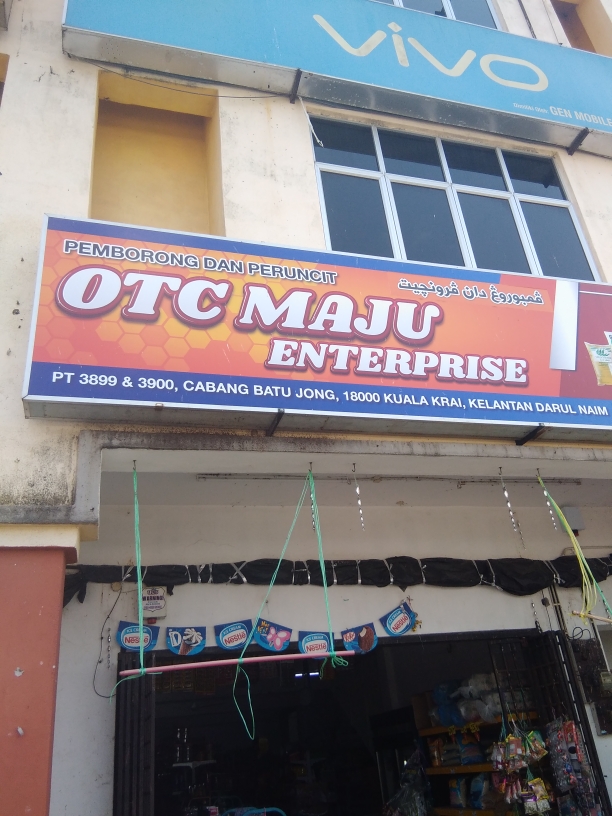 vivo
GEN MOBILE
PEMBORONG DAN PERUNCIT
ڤمبوروڠ دان ڤرونچيت
OTC MAJU
ENTERPRISE
PT 3899 & 3900, CABANG BATU JONG, 18000 KUALA KRAI, KELANTAN DARUL NAIM
Nestlé
Nestlé
Nestlé
Nestlé